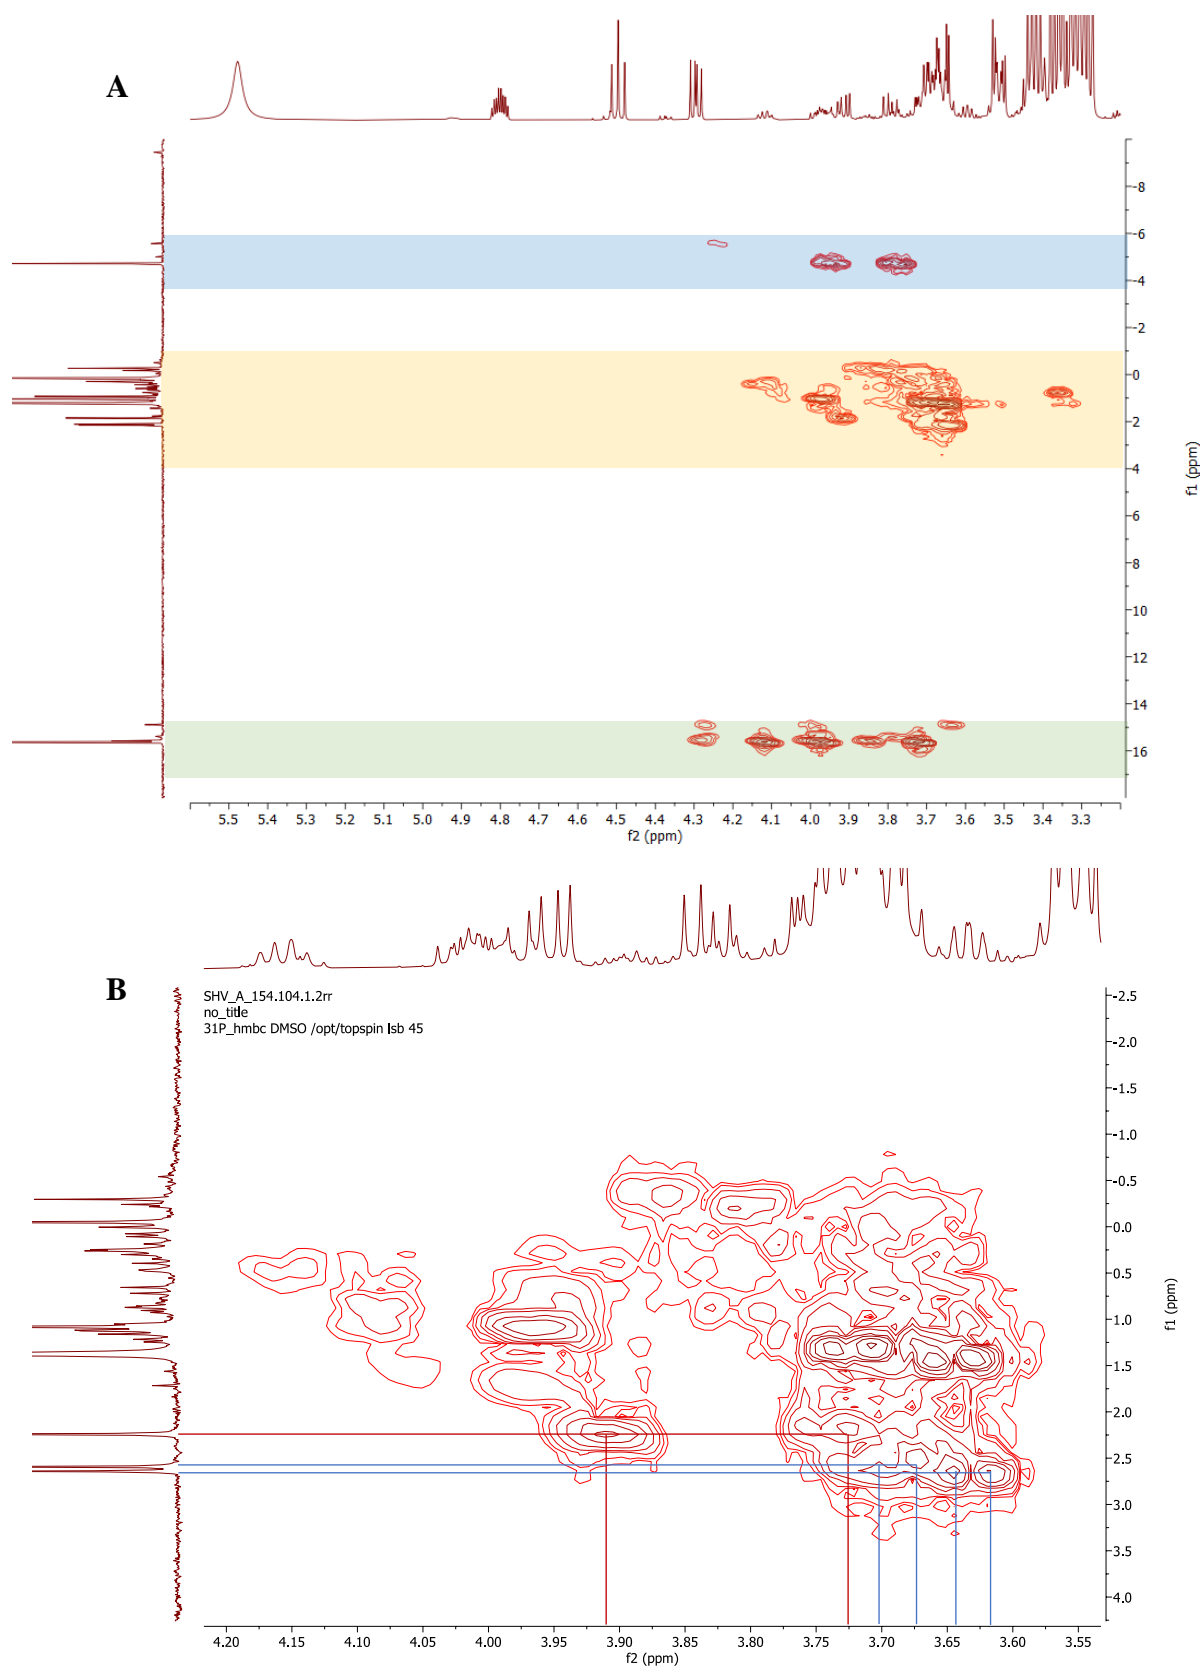 A
-8
-6
-4
-2
0
2
4
6
8
10
12
14
16
f1 (ppm)
5.5 5.4 5.3 5.2 5.1 5.0 4.9 4.8 4.7 4.6 4.5 4.4 4.3 4.2 4.1 4.0 3.9 3.8 3.7 3.6 3.5 3.4 3.3
f2 (ppm)
B
SHV_A_154.104.1.2rr
no_title
31P_hmbc DMSO /opt/topspin lsb 45
-2.5
-2.0
-1.5
-1.0
-0.5
0.0
0.5
1.0
1.5
2.0
2.5
3.0
3.5
4.0
f1 (ppm)
4.20 4.15 4.10 4.05 4.00 3.95 3.90 3.85 3.80 3.75 3.70 3.65 3.60 3.55
f2 (ppm)